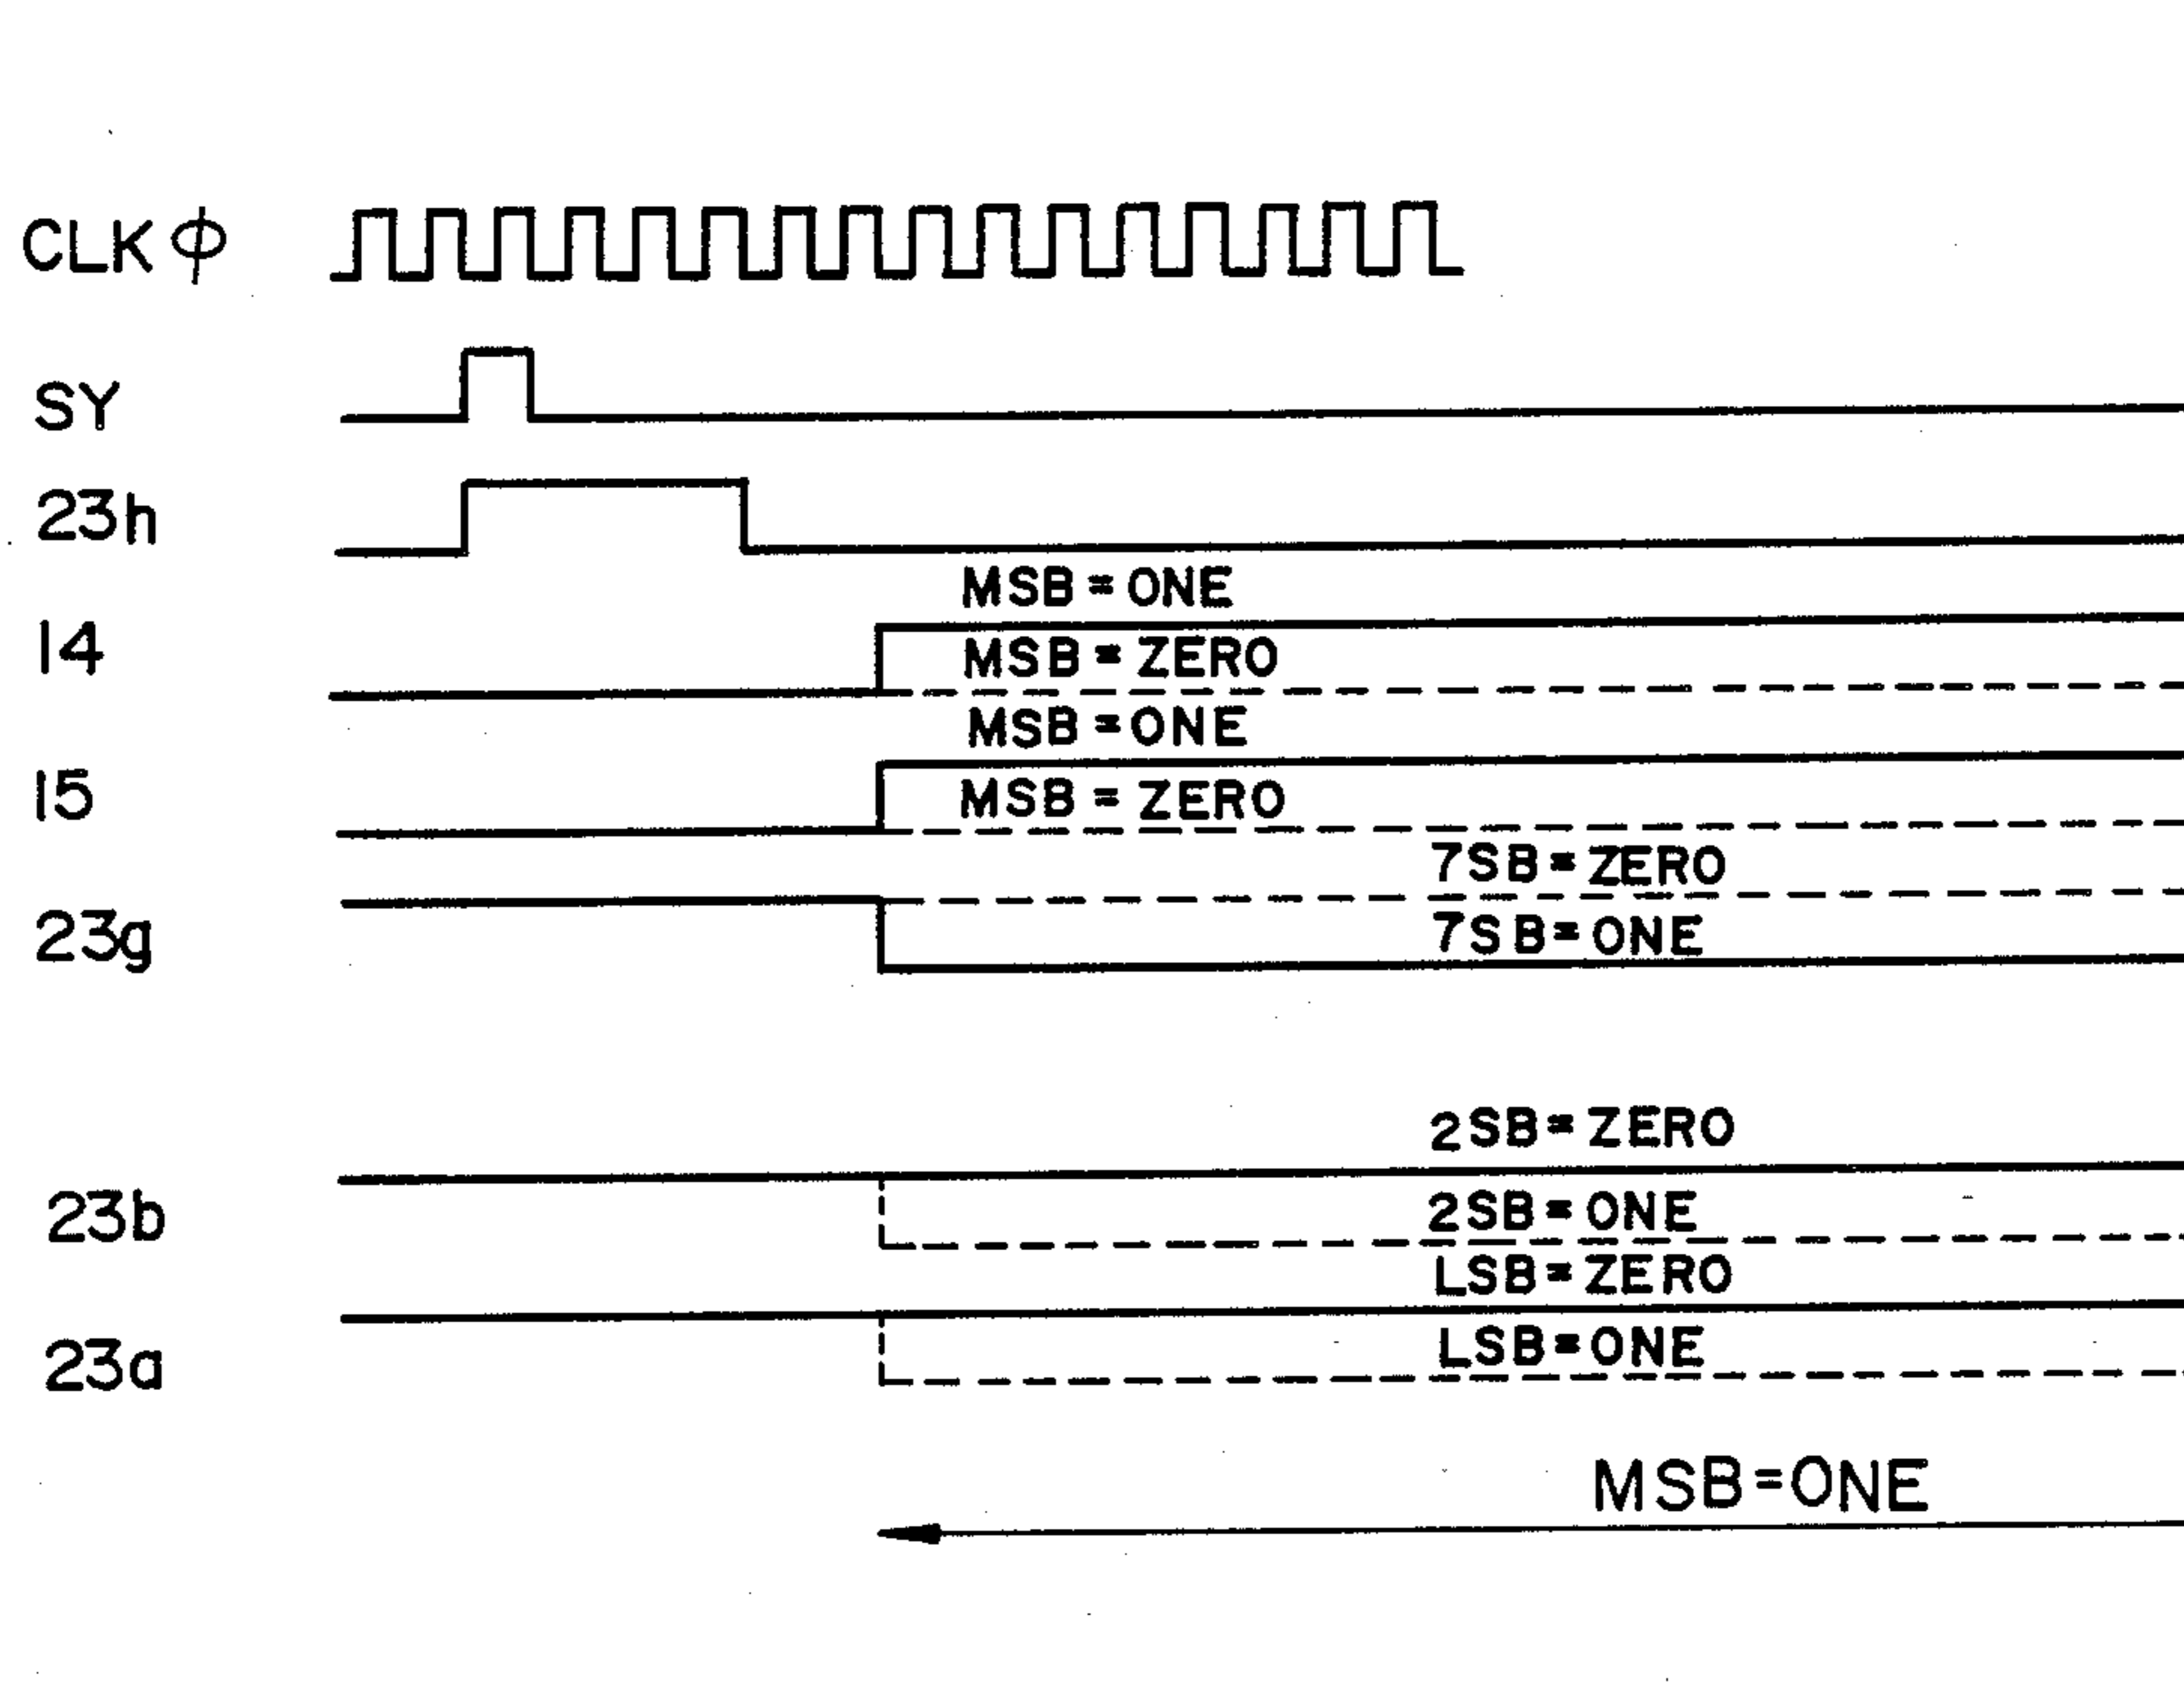 CLK ϕ
SY
23h
MSB = ONE
14
MSB = ZERO
MSB = ONE
15
MSB = ZERO
7SB = ZERO
23g
7SB = ONE
2SB = ZERO
23b
2SB = ONE
LSB = ZERO
23a
LSB = ONE
MSB = ONE